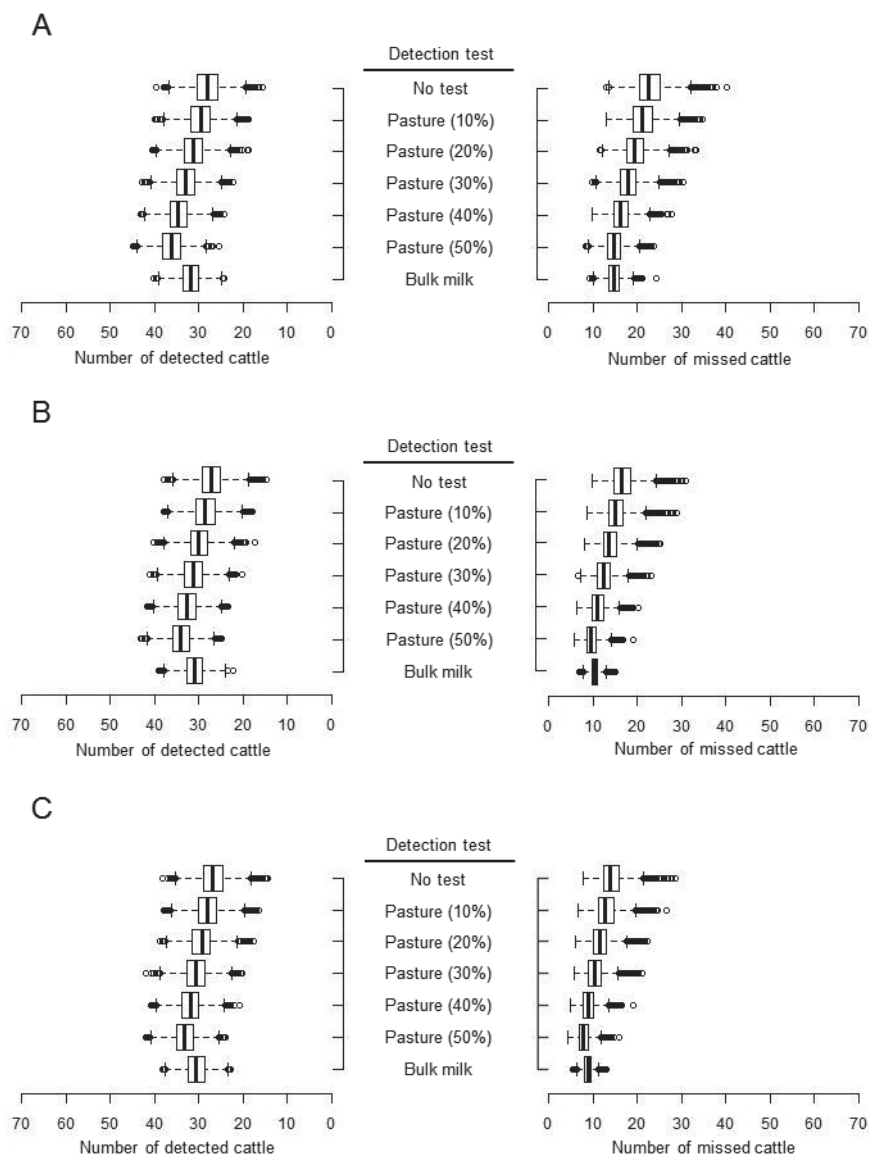 A
Detection test
No test
Pasture (10%)
Pasture (20%)
Pasture (30%)
Pasture (40%)
Pasture (50%)
Bulk milk
70 60 50 40 30 20 10 0
Number of detected cattle
0 10 20 30 40 50 60 70
Number of missed cattle
B
Detection test
No test
Pasture (10%)
Pasture (20%)
Pasture (30%)
Pasture (40%)
Pasture (50%)
Bulk milk
70 60 50 40 30 20 10 0
Number of detected cattle
0 10 20 30 40 50 60 70
Number of missed cattle
C
Detection test
No test
Pasture (10%)
Pasture (20%)
Pasture (30%)
Pasture (40%)
Pasture (50%)
Bulk milk
70 60 50 40 30 20 10 0
Number of detected cattle
0 10 20 30 40 50 60 70
Number of missed cattle